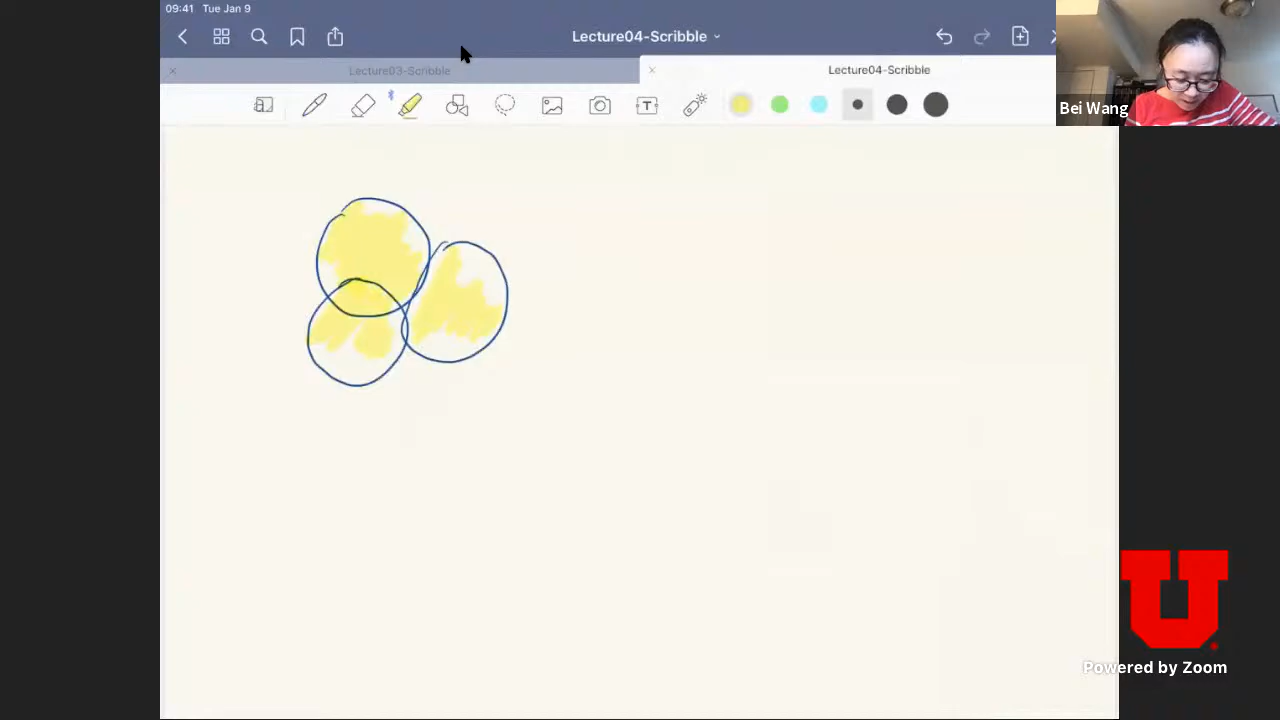 09:41 Tue Jan 9
Lecture04-Scribble
Lecture03-Scribble
Lecture04-Scribble
T
Bei Wang
U
Powered by Zoom